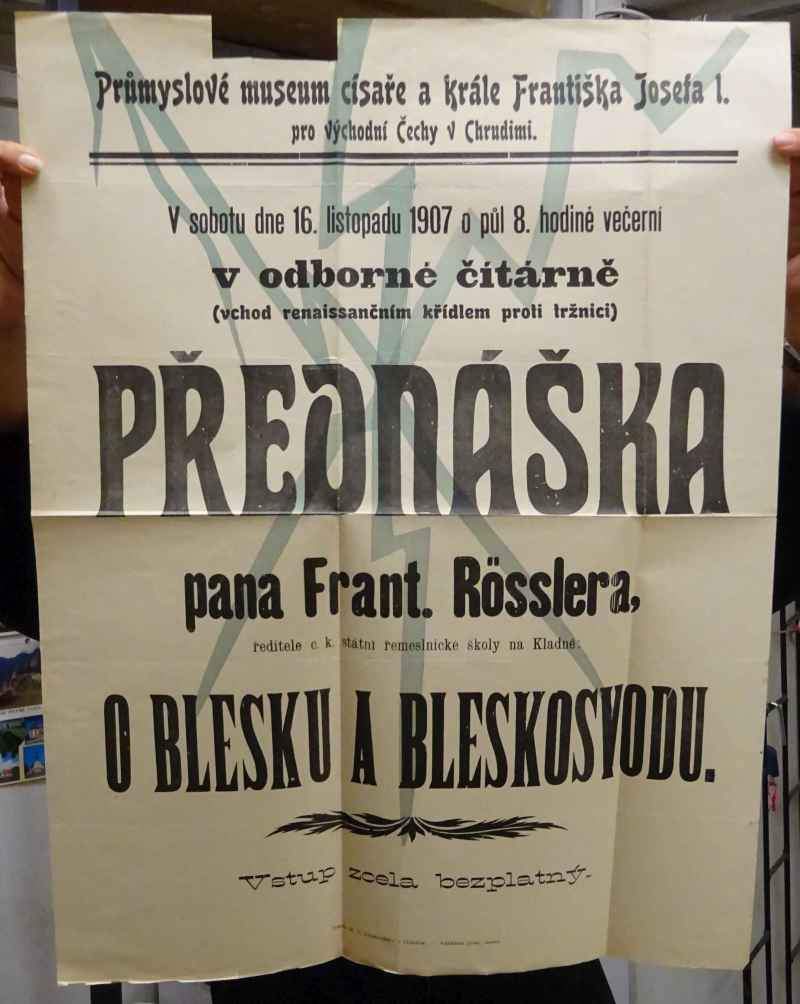 Průmyslové museum císaře a krále Františka Josefa I.
pro Východní Čechy v Chrudimi.
V sobotu dne 16. listopadu 1907 o půl 8. hodině večerní
v odborné čítárně
(vchod renaissančním křídlem proti tržnici)
PŘEDNÁŠKA
pana Frant. Rösslera,
ředitele c. k. státní řemeslnické školy na Kladně:
O BLESKU A BLESKOSVODU.
Vstup zcela bezplatný.